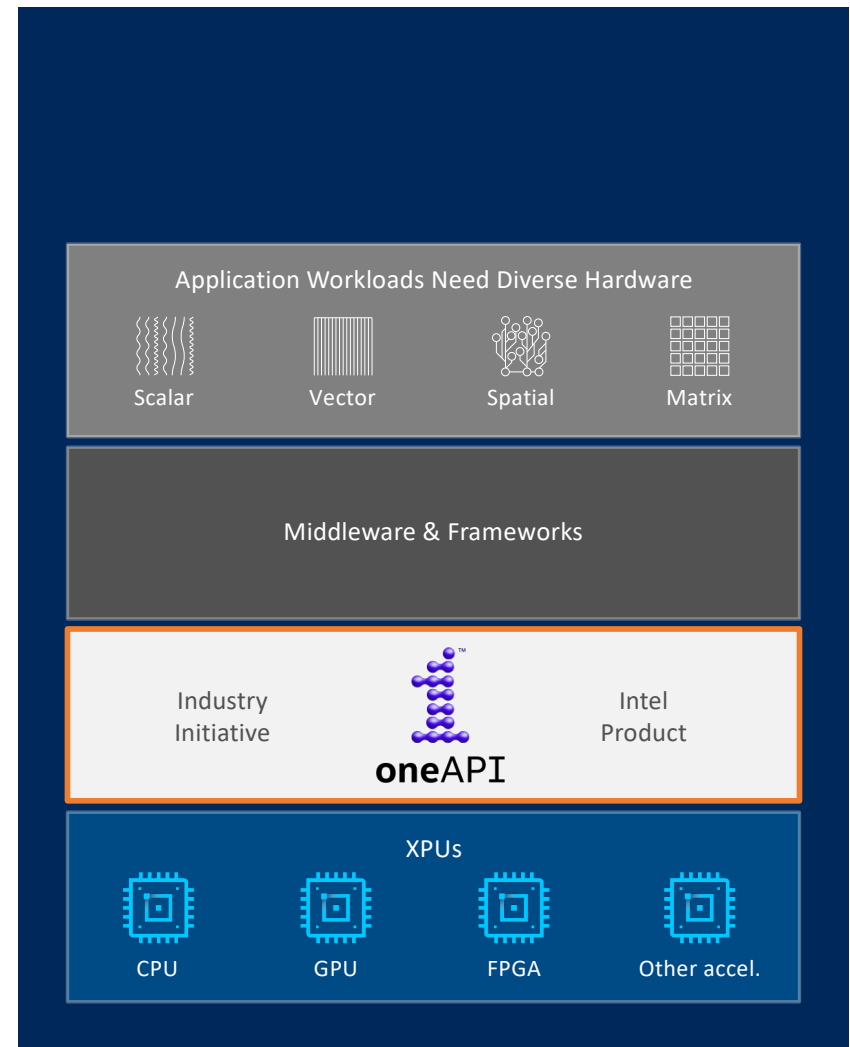 Application Workloads Need Diverse Hardware
Scalar
Vector
Spatial
Matrix
Middleware & Frameworks
Industry
Initiative
™
oneAPI
Intel
Product
XPUs
CPU
GPU
FPGA
Other accel.